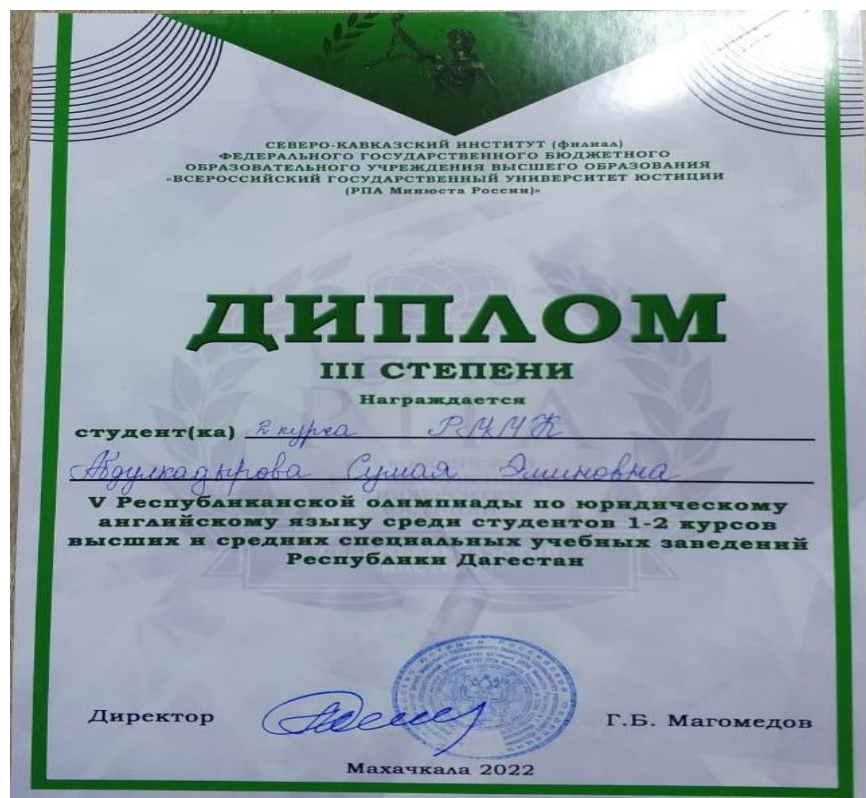 СЕВЕРО-КАВКАЗСКИЙ ИНСТИТУТ (филиал)
ФЕДЕРАЛЬНОГО ГОСУДАРСТВЕННОГО БЮДЖЕТНОГО
ОБРАЗОВАТЕЛЬНОГО УЧРЕЖДЕНИЯ ВЫСШЕГО ОБРАЗОВАНИЯ
«ВСЕРОССИЙСКИЙ ГОСУДАРСТВЕННЫЙ УНИВЕРСИТЕТ ЮСТИЦИИ
(РПА Минюста России)»
ДИПЛОМ
III СТЕПЕНИ
Награждается
студент(ка) 2 курса
Абдулкадырова Сумая Эминовна
V Республиканской олимпиады по юридическому
английскому языку среди студентов 1-2 курсов
высших и средних специальных учебных заведений
Республики Дагестан
Директор Г.Б. Магомедов
Махачкала 2022